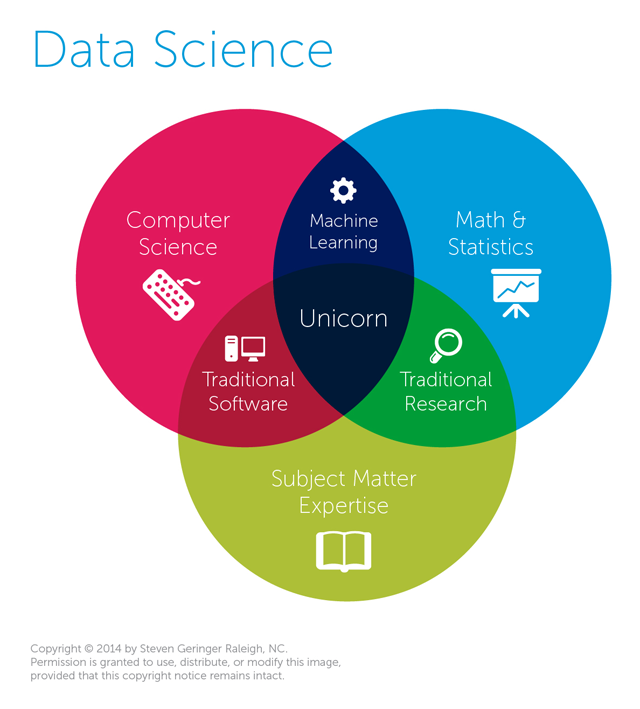 Data Science
Computer
Science
Machine
Learning
Math &
Statistics
Unicorn
Traditional
Software
Traditional
Research
Subject Matter
Expertise
Copyright © 2014 by Steven Geringer Raleigh, NC.
Permission is granted to use, distribute, or modify this image,
provided that this copyright notice remains intact.